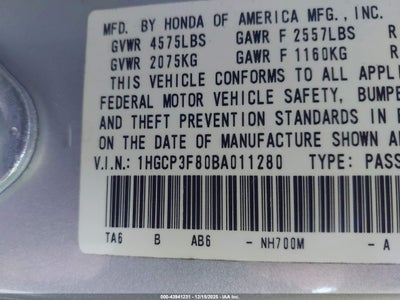 MFD. BY HONDA OF AMERICA MFG., INC.
GVWR 4575LBS GAWR F 2557LBS R
GVWR 2075KG GAWR F 1160KG R
THIS VEHICLE CONFORMS TO ALL APPL
FEDERAL MOTOR VEHICLE SAFETY, BUMPE
AND THEFT PREVENTION STANDARDS IN
ON THE DATE OF MANUFACTURE SHOWN A
V.I.N.: 1HGCP3F80BA011280 TYPE: PASS
TA6 B AB6 - NH700M - A
000-43941231 - 12/15/2025 - IAA Inc.